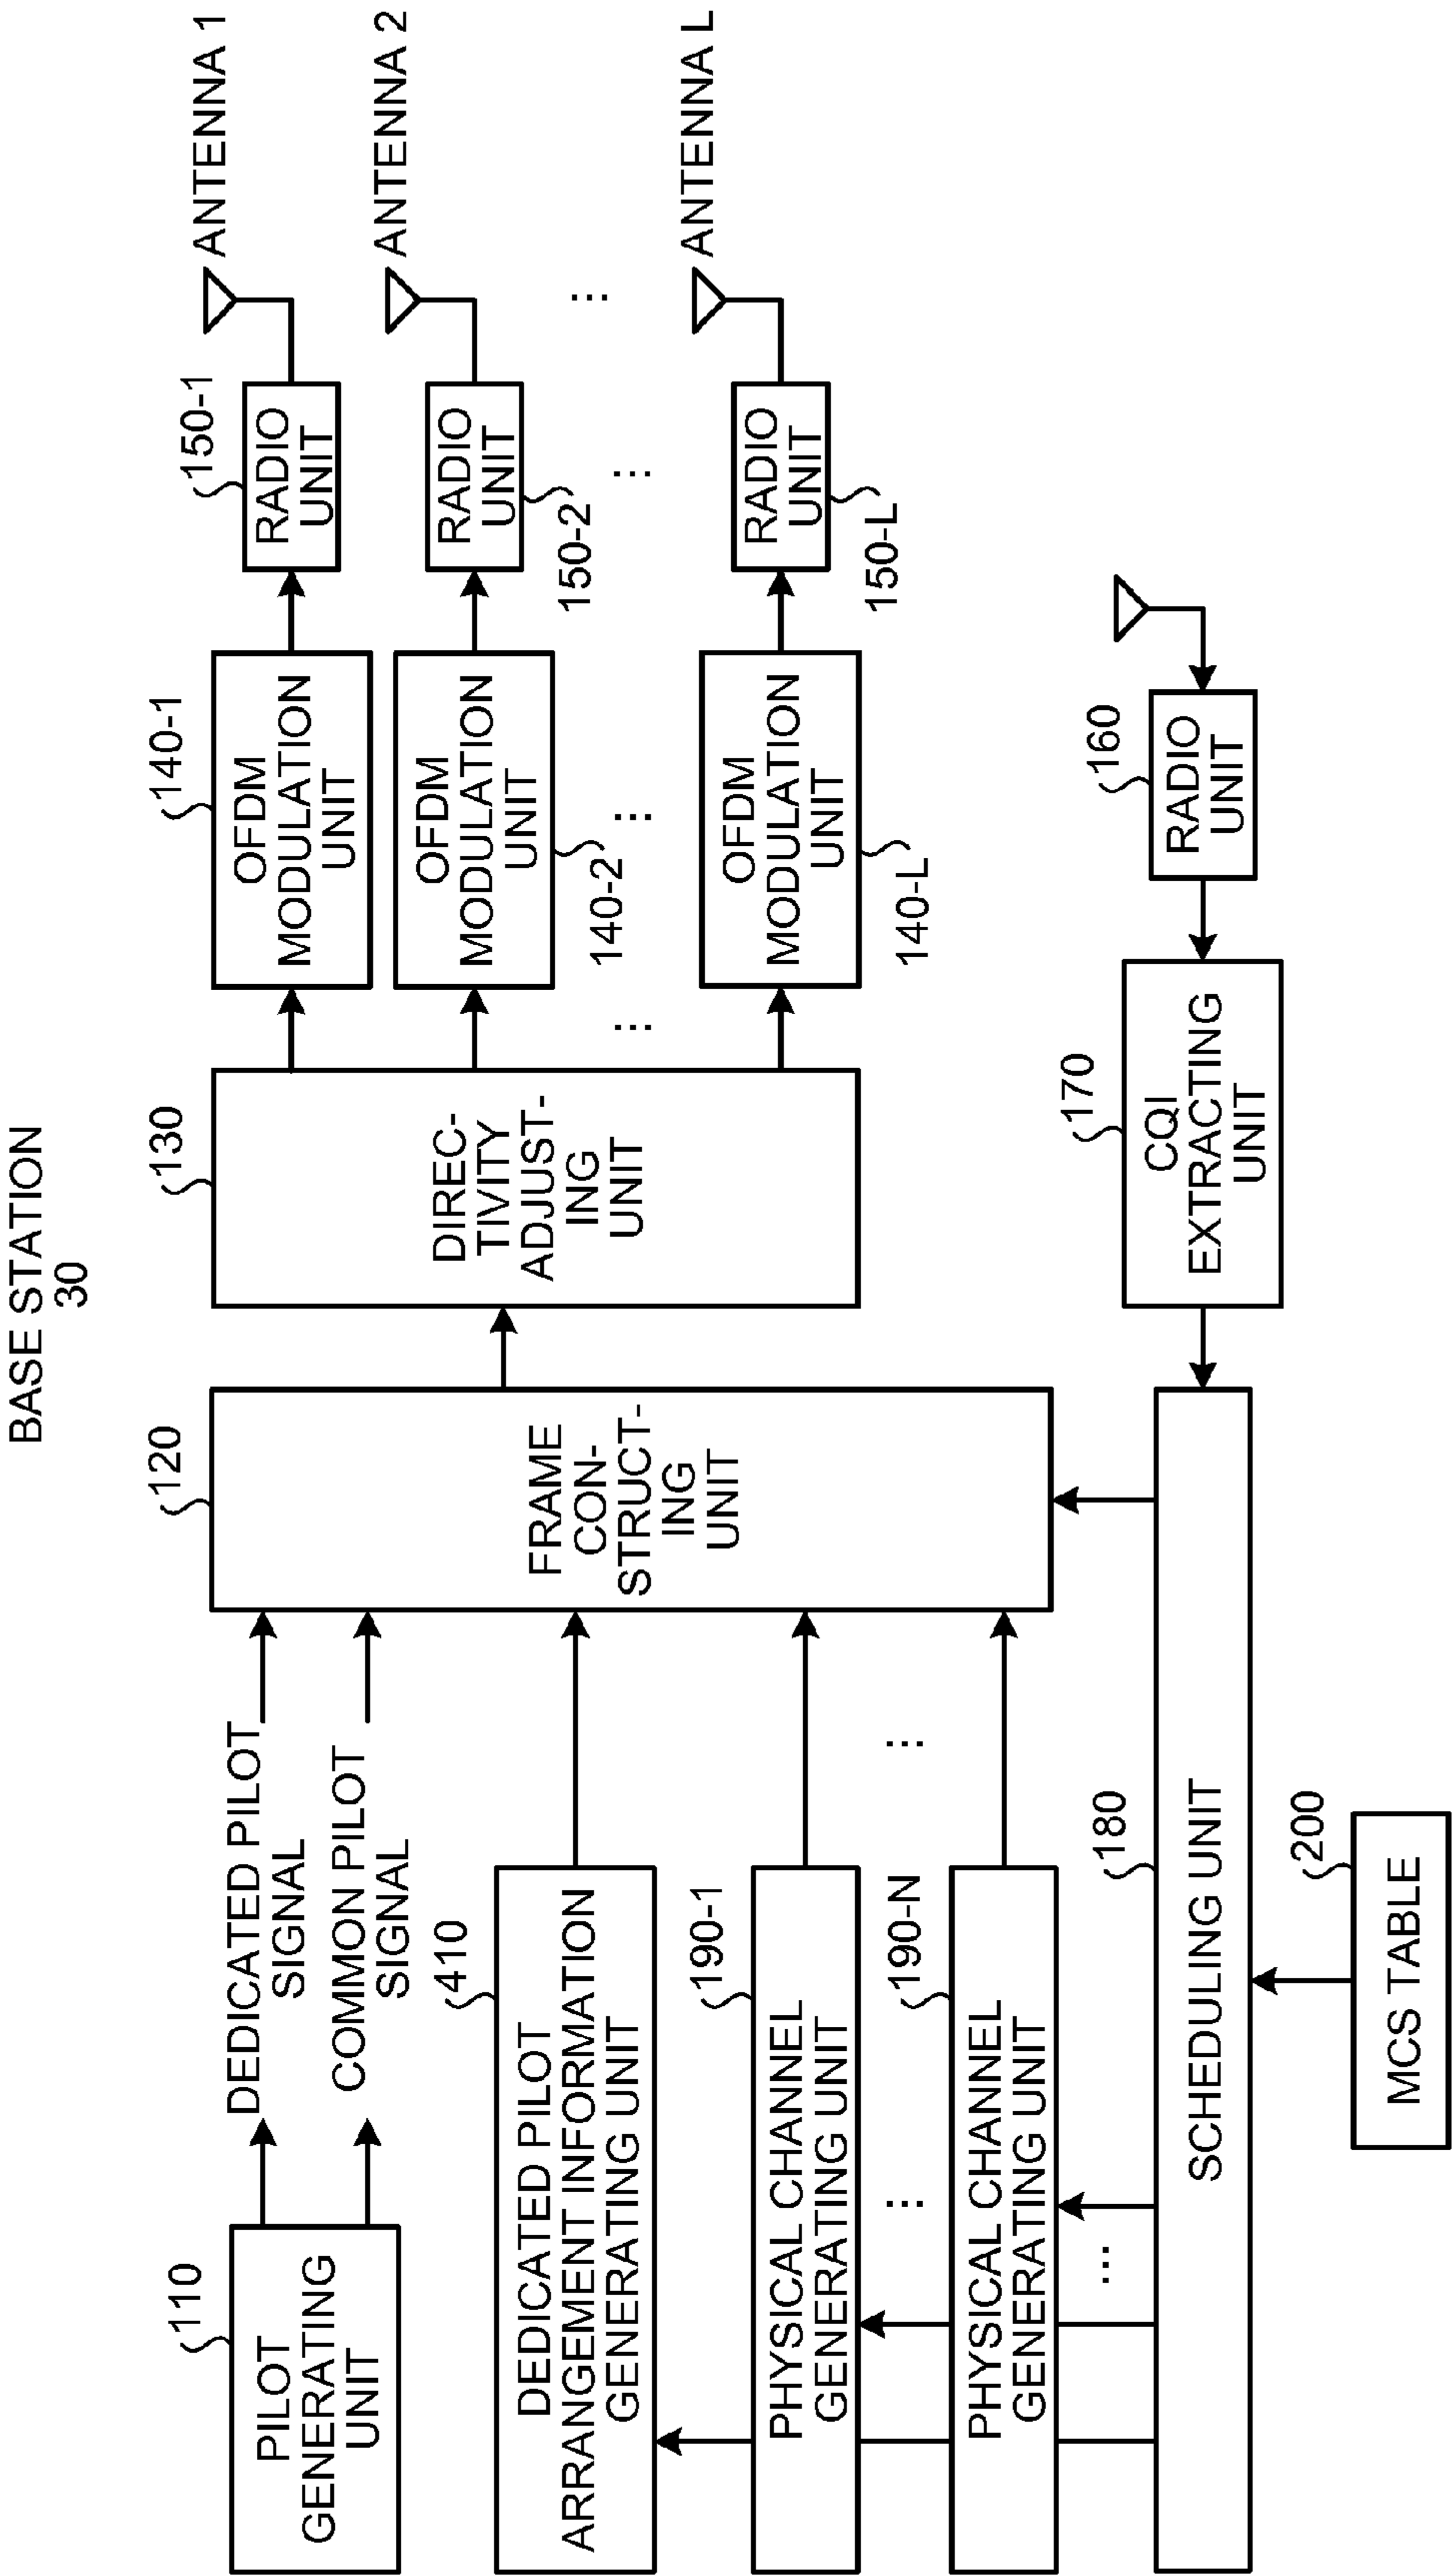 BASE STATION
30
110
PILOT
GENERATING
UNIT
DEDICATED PILOT
SIGNAL
COMMON PILOT
SIGNAL
410
DEDICATED PILOT
ARRANGEMENT INFORMATION
GENERATING UNIT
190-1
PHYSICAL CHANNEL
GENERATING UNIT
...
...
190-N
PHYSICAL CHANNEL
GENERATING UNIT
...
120
FRAME
CON-
STRUCT-
ING
UNIT
130
DIREC-
TIVITY
ADJUST-
ING
UNIT
...
140-1
OFDM
MODULATION
UNIT
OFDM
MODULATION
UNIT
140-2
...
OFDM
MODULATION
UNIT
140-L
150-1
RADIO
UNIT
RADIO
UNIT
150-2
...
RADIO
UNIT
150-L
ANTENNA 1
ANTENNA 2
...
ANTENNA L
160
RADIO
UNIT
170
CQI
EXTRACTING
UNIT
180
SCHEDULING UNIT
200
MCS TABLE